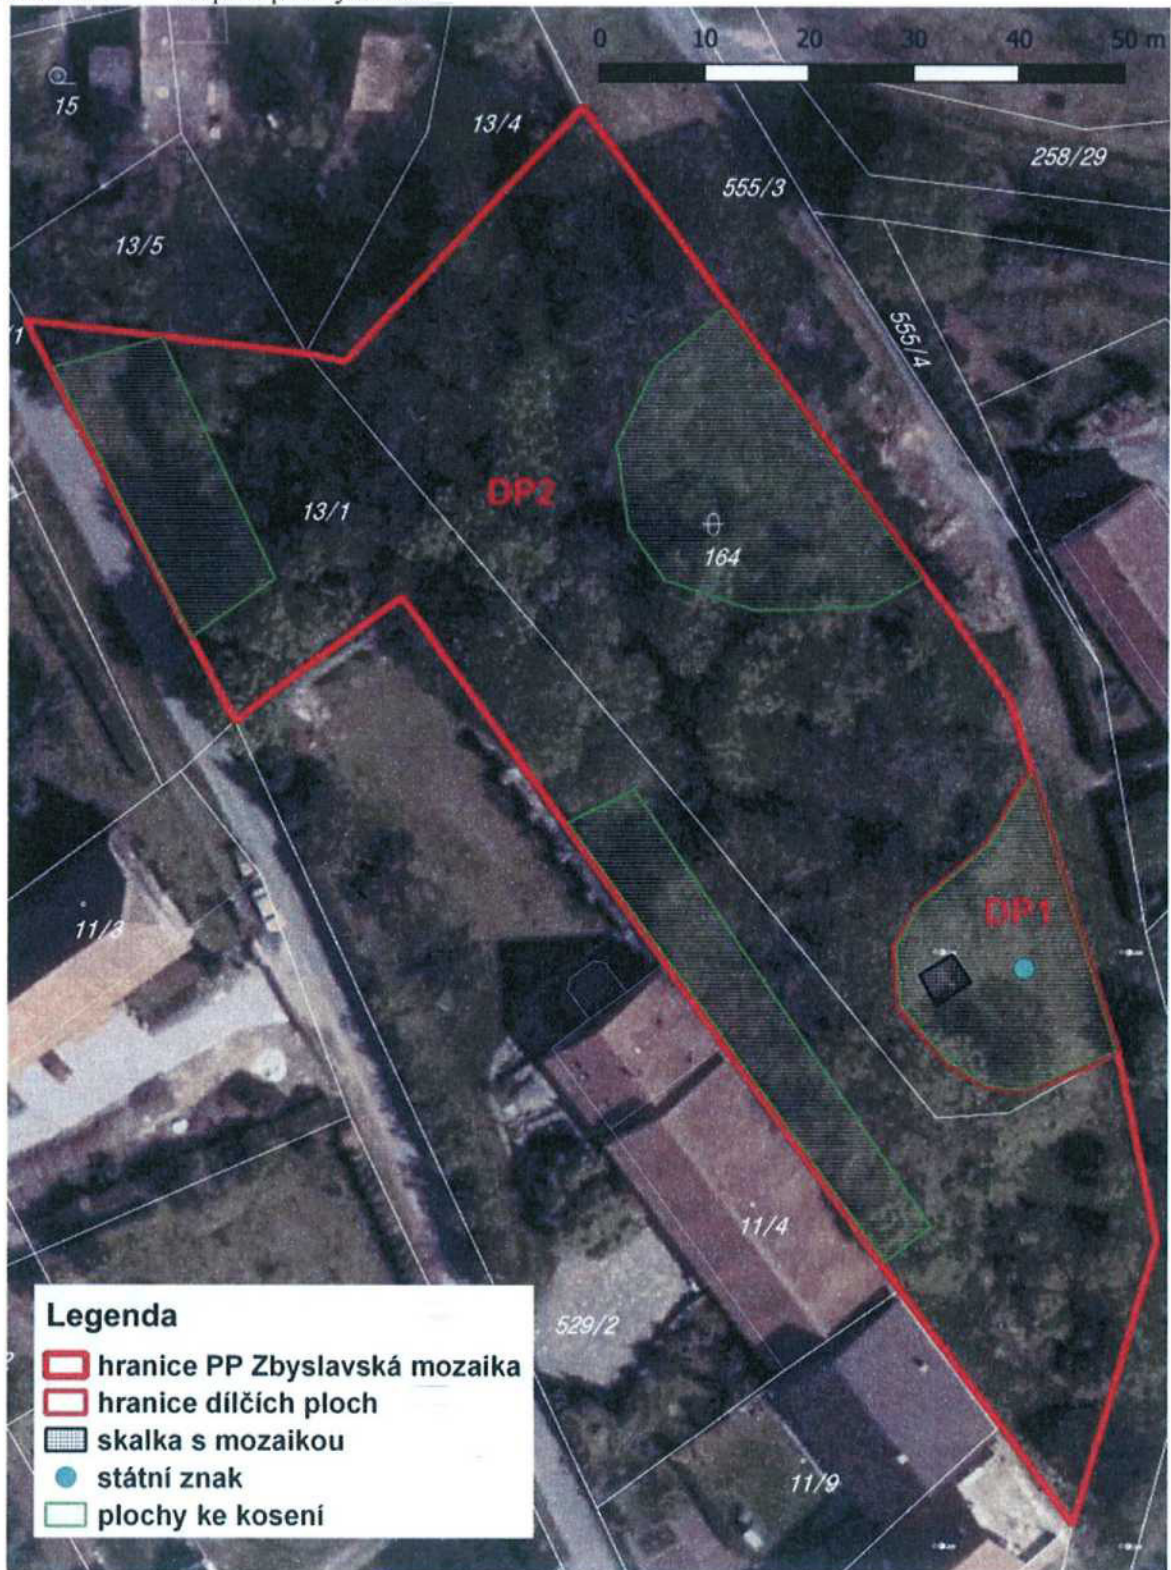 0 10 20 30 40 50 m
15
13/4
258/29
555/3
13/5
555/4
DP2
13/1
164
DP1
11/3
11/4
529/2
11/9
Legenda
hranice PP Zbyslavská mozaika
hranice dílčích ploch
skalka s mozaikou
státní znak
plochy ke kosení